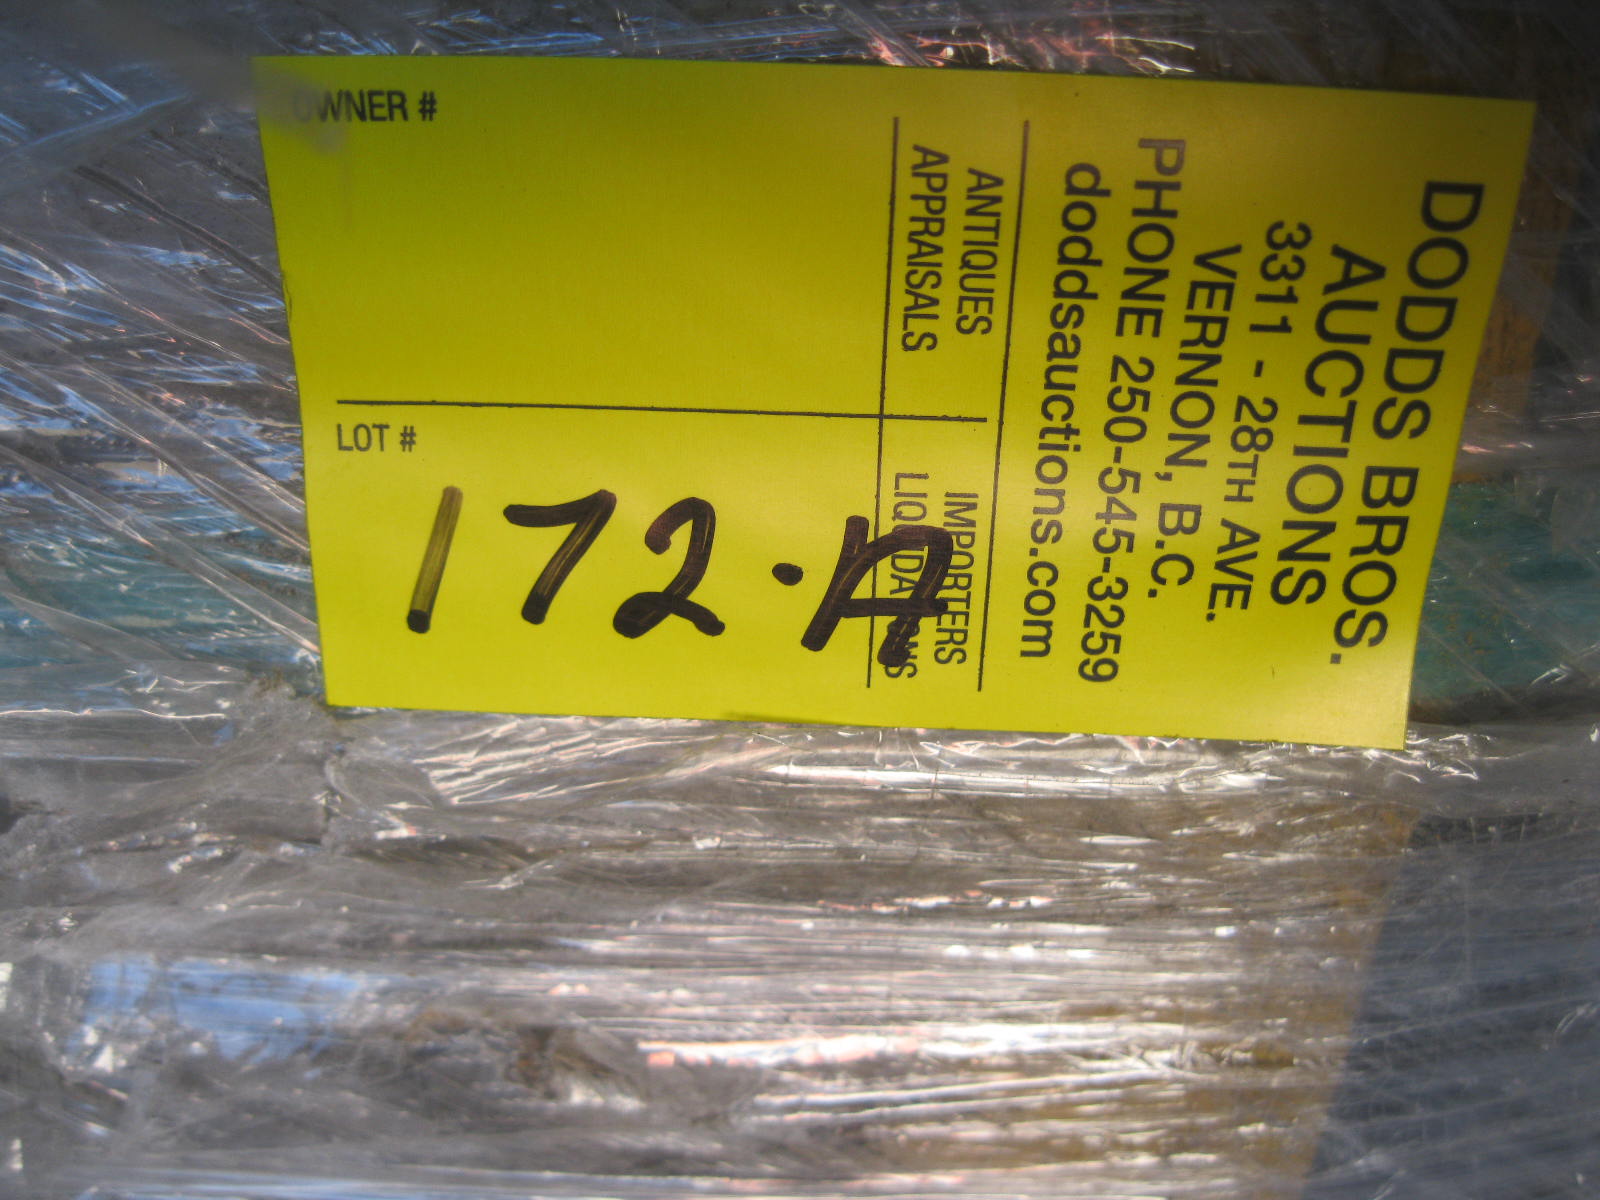 DODDS BROS.
AUCTIONS
3311 - 28TH AVE.
VERNON, B.C.
PHONE 250-545-3259
doddsauctions.com
ANTIQUES
APPRAISALS
IMPORTERS
LIQUIDATIONS
OWNER #
LOT #
172.A